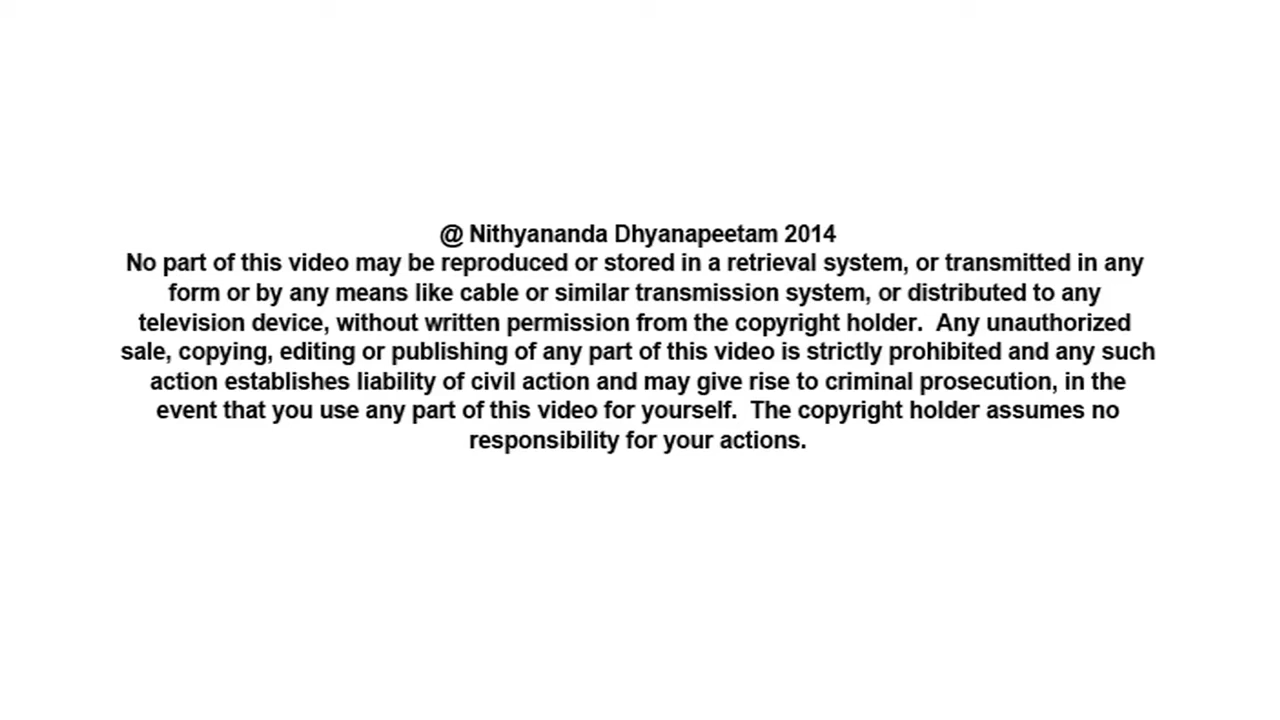 @ Nithyananda Dhyanapeetam 2014
No part of this video may be reproduced or stored in a retrieval system, or transmitted in any
form or by any means like cable or similar transmission system, or distributed to any
television device, without written permission from the copyright holder.  Any unauthorized
sale, copying, editing or publishing of any part of this video is strictly prohibited and any such
action establishes liability of civil action and may give rise to criminal prosecution, in the
event that you use any part of this video for yourself.  The copyright holder assumes no
responsibility for your actions.